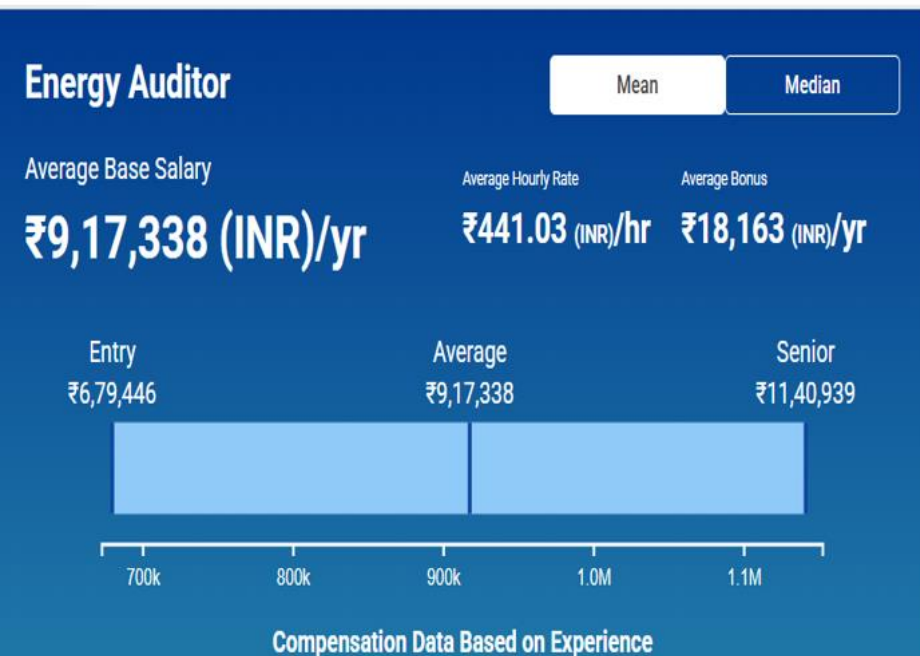 Energy Auditor
Mean
Median
Average Base Salary
₹9,17,338 (INR)/yr
Average Hourly Rate
₹441.03 (INR)/hr
Average Bonus
₹18,163 (INR)/yr
Entry
₹6,79,446
Average
₹9,17,338
Senior
₹11,40,939
700k 800k 900k 1.0M 1.1M
Compensation Data Based on Experience